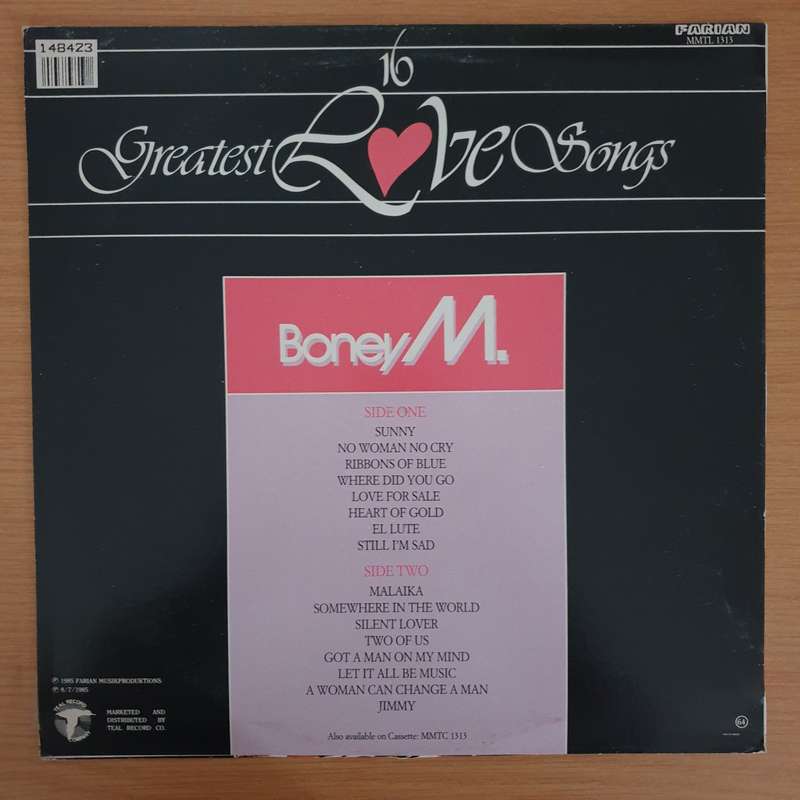 148423
FARIAN
MMTL 1313
16
Greatest Love Songs
Boney M.
SIDE ONE
SUNNY
NO WOMAN NO CRY
RIBBONS OF BLUE
WHERE DID YOU GO
LOVE FOR SALE
HEART OF GOLD
EL LUTE
STILL I'M SAD
SIDE TWO
MALAIKA
SOMEWHERE IN THE WORLD
SILENT LOVER
TWO OF US
GOT A MAN ON MY MIND
LET IT ALL BE MUSIC
A WOMAN CAN CHANGE A MAN
JIMMY
Also available on Cassette: MMTC 1313
℗ 1985 FARIAN MUSIKPRODUKTIONS
℗ 8/7/1985
TEAL RECORD
COMPANY
MARKETED AND
DISTRIBUTED BY
TEAL RECORD CO.
64